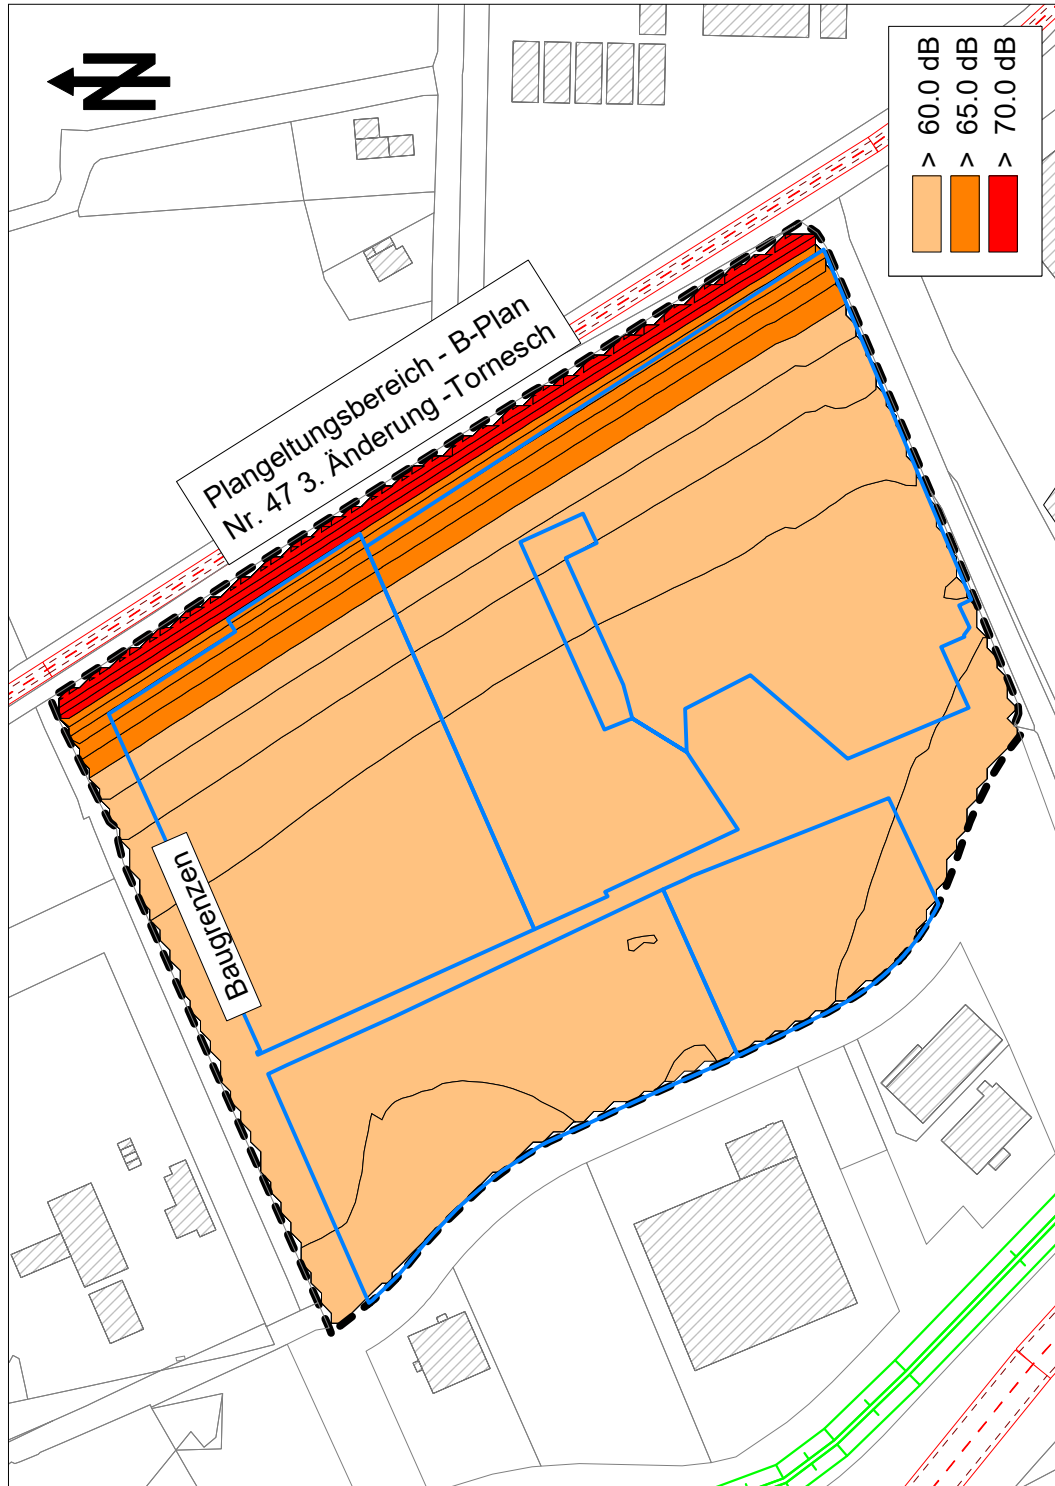 N
Plangeltungsbereich - B-Plan
Nr. 47 3. Änderung -Tornesch
Baugrenzen
> 60.0 dB
> 65.0 dB
> 70.0 dB